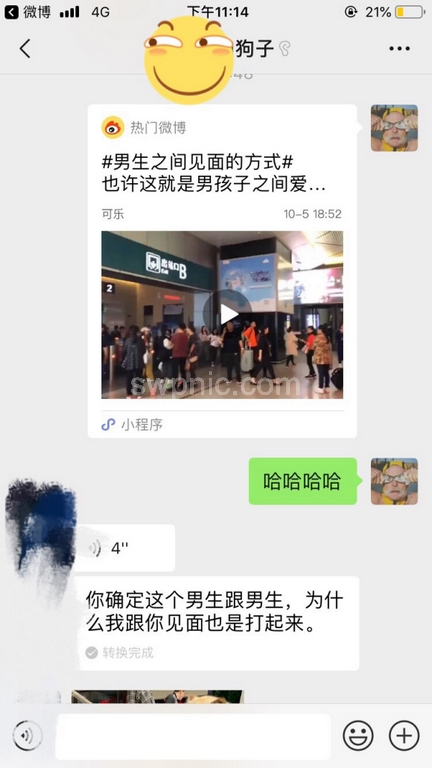 微博 4G 下午11:14 21%
狗子
热门微博
#男生之间见面的方式#
也许这就是男孩子之间爱…
可乐 10-5 18:52
出站口 B
Exit
2
swpnic.com
小程序
哈哈哈哈
4''
你确定这个男生跟男生，为什
么我跟你见面也是打起来。
转换完成